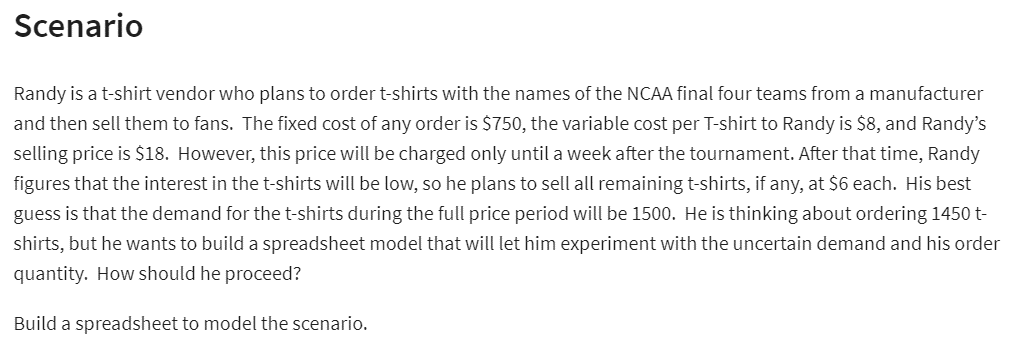 Scenario
Randy is a t-shirt vendor who plans to order t-shirts with the names of the NCAA final four teams from a manufacturer
and then sell them to fans.  The fixed cost of any order is $750, the variable cost per T-shirt to Randy is $8, and Randy's
selling price is $18.  However, this price will be charged only until a week after the tournament. After that time, Randy
figures that the interest in the t-shirts will be low, so he plans to sell all remaining t-shirts, if any, at $6 each.  His best
guess is that the demand for the t-shirts during the full price period will be 1500.  He is thinking about ordering 1450 t-
shirts, but he wants to build a spreadsheet model that will let him experiment with the uncertain demand and his order
quantity.  How should he proceed?
Build a spreadsheet to model the scenario.